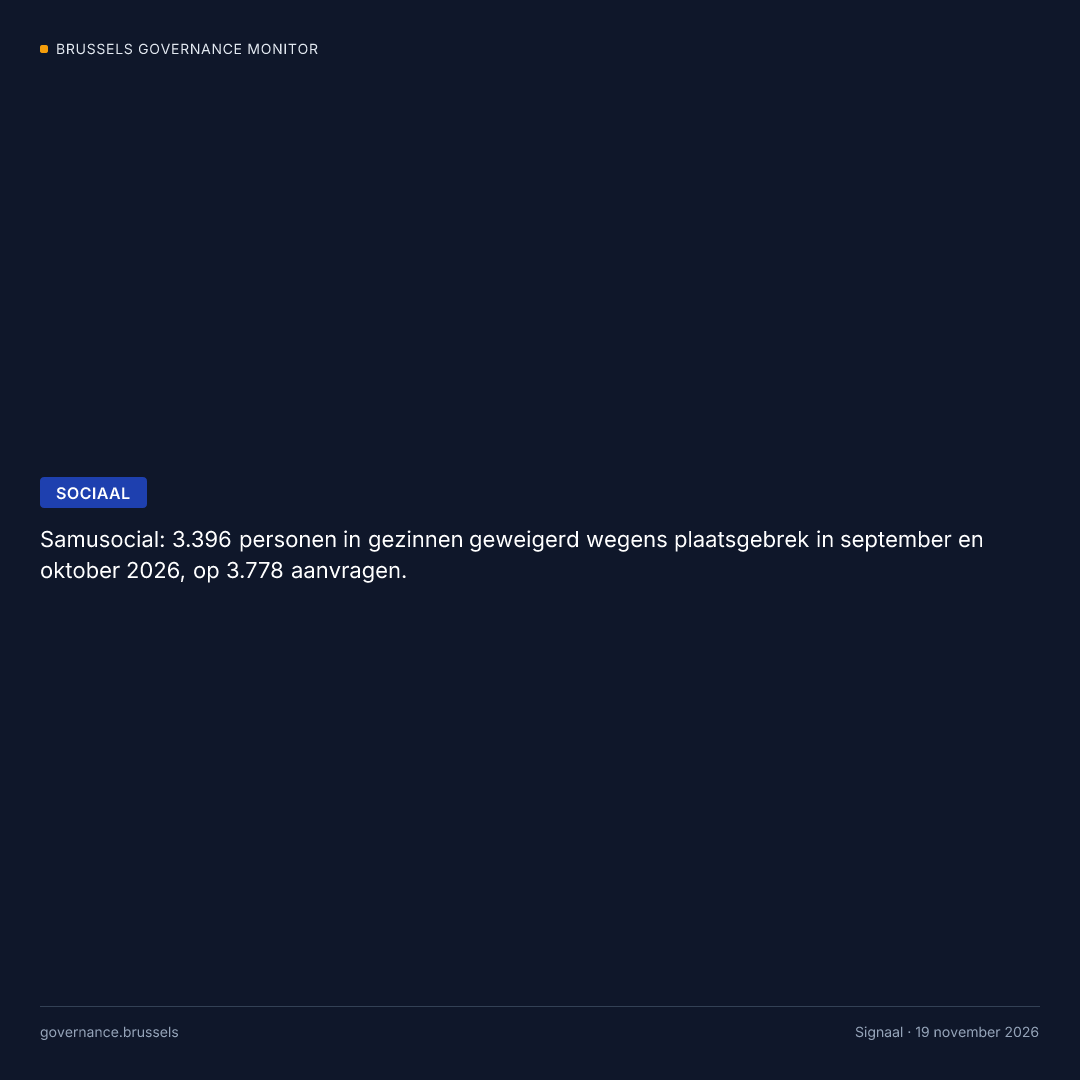 BRUSSELS GOVERNANCE MONITOR
SOCIAAL
Samusocial: 3.396 personen in gezinnen geweigerd wegens plaatsgebrek in september en
oktober 2026, op 3.778 aanvragen.
governance.brussels
Signaal · 19 november 2026